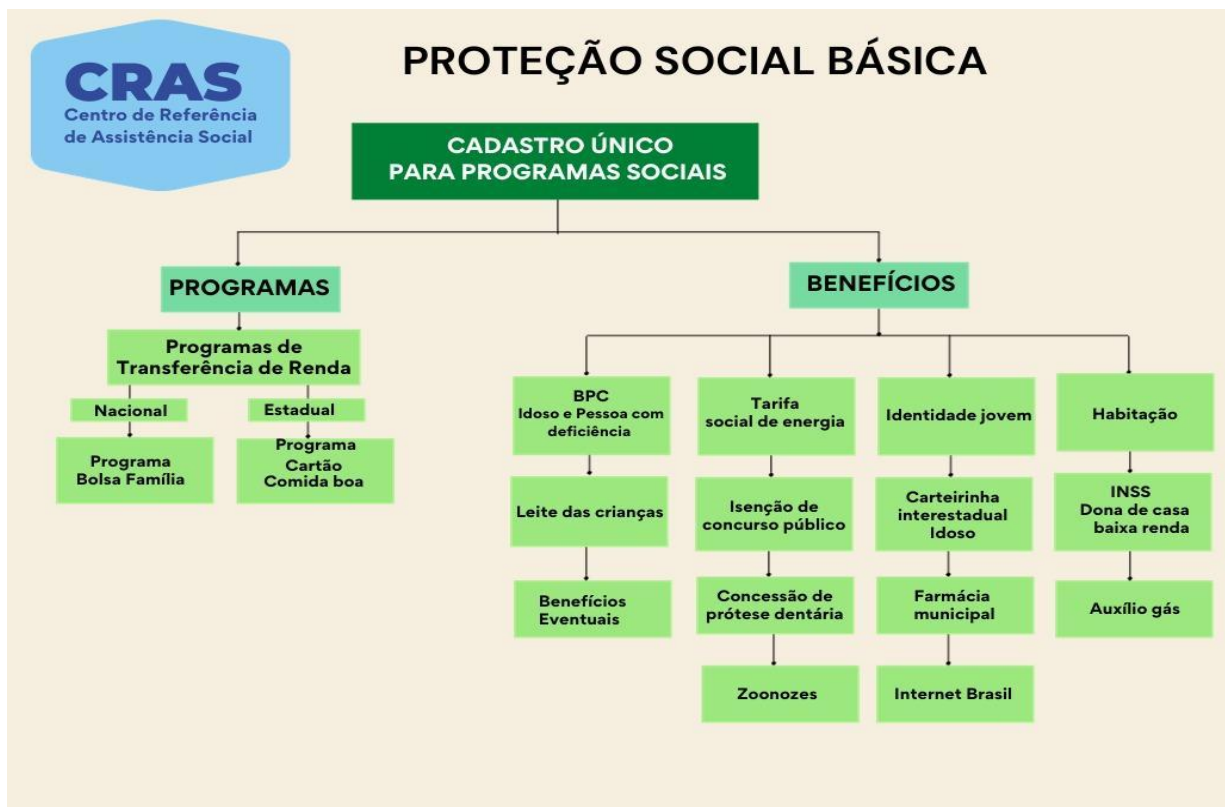 CRAS
Centro de Referência
de Assistência Social
PROTEÇÃO SOCIAL BÁSICA
CADASTRO ÚNICO
PARA PROGRAMAS SOCIAIS
PROGRAMAS
Programas de
Transferência de Renda
Nacional
Estadual
Programa
Bolsa Família
Programa
Cartão
Comida boa
BENEFÍCIOS
BPC
Idoso e Pessoa com
deficiência
Leite das crianças
Benefícios
Eventuais
Tarifa
social de energia
Isenção de
concurso público
Concessão de
prótese dentária
Zoonozes
Identidade jovem
Carteirinha
interestadual
Idoso
Farmácia
municipal
Internet Brasil
Habitação
INSS
Dona de casa
baixa renda
Auxílio gás